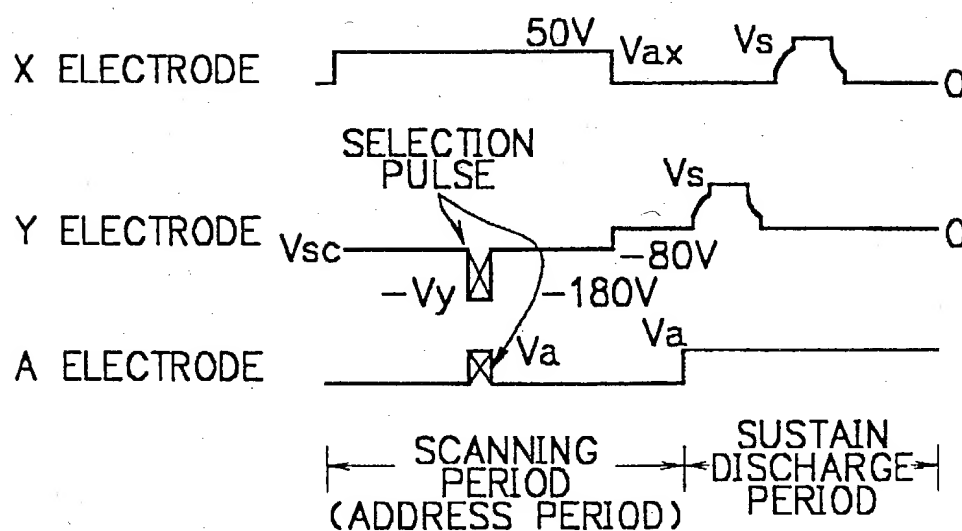 50V Vax Vs
X ELECTRODE 0
SELECTION
PULSE
Vs
Y ELECTRODE 0
Vsc -80V
-Vy -180V
Va Va
A ELECTRODE
SCANNING
PERIOD
(ADDRESS PERIOD)
SUSTAIN
DISCHARGE
PERIOD